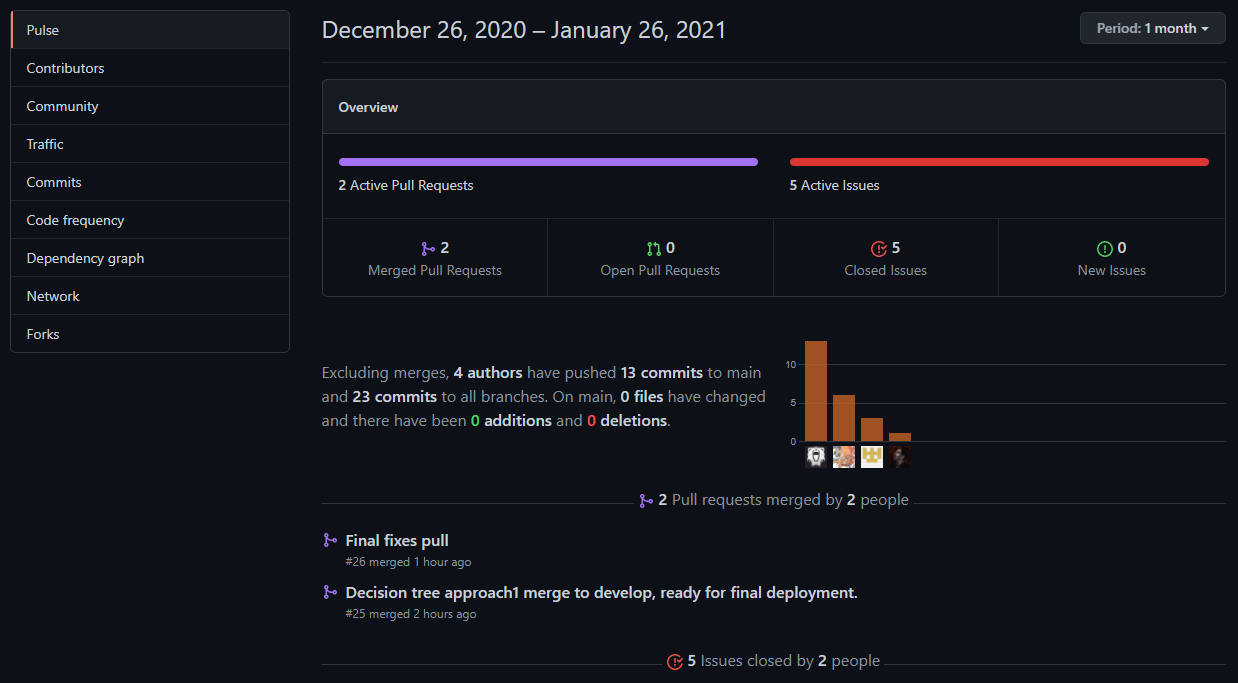 Pulse
Contributors
Community
Traffic
Commits
Code frequency
Dependency graph
Network
Forks
December 26, 2020 – January 26, 2021
Period: 1 month
Overview
2 Active Pull Requests
5 Active Issues
2
Merged Pull Requests
0
Open Pull Requests
5
Closed Issues
0
New Issues
Excluding merges, 4 authors have pushed 13 commits to main
and 23 commits to all branches. On main, 0 files have changed
and there have been 0 additions and 0 deletions.
10
5
0
2 Pull requests merged by 2 people
Final fixes pull
#26 merged 1 hour ago
Decision tree approach1 merge to develop, ready for final deployment.
#25 merged 2 hours ago
5 Issues closed by 2 people